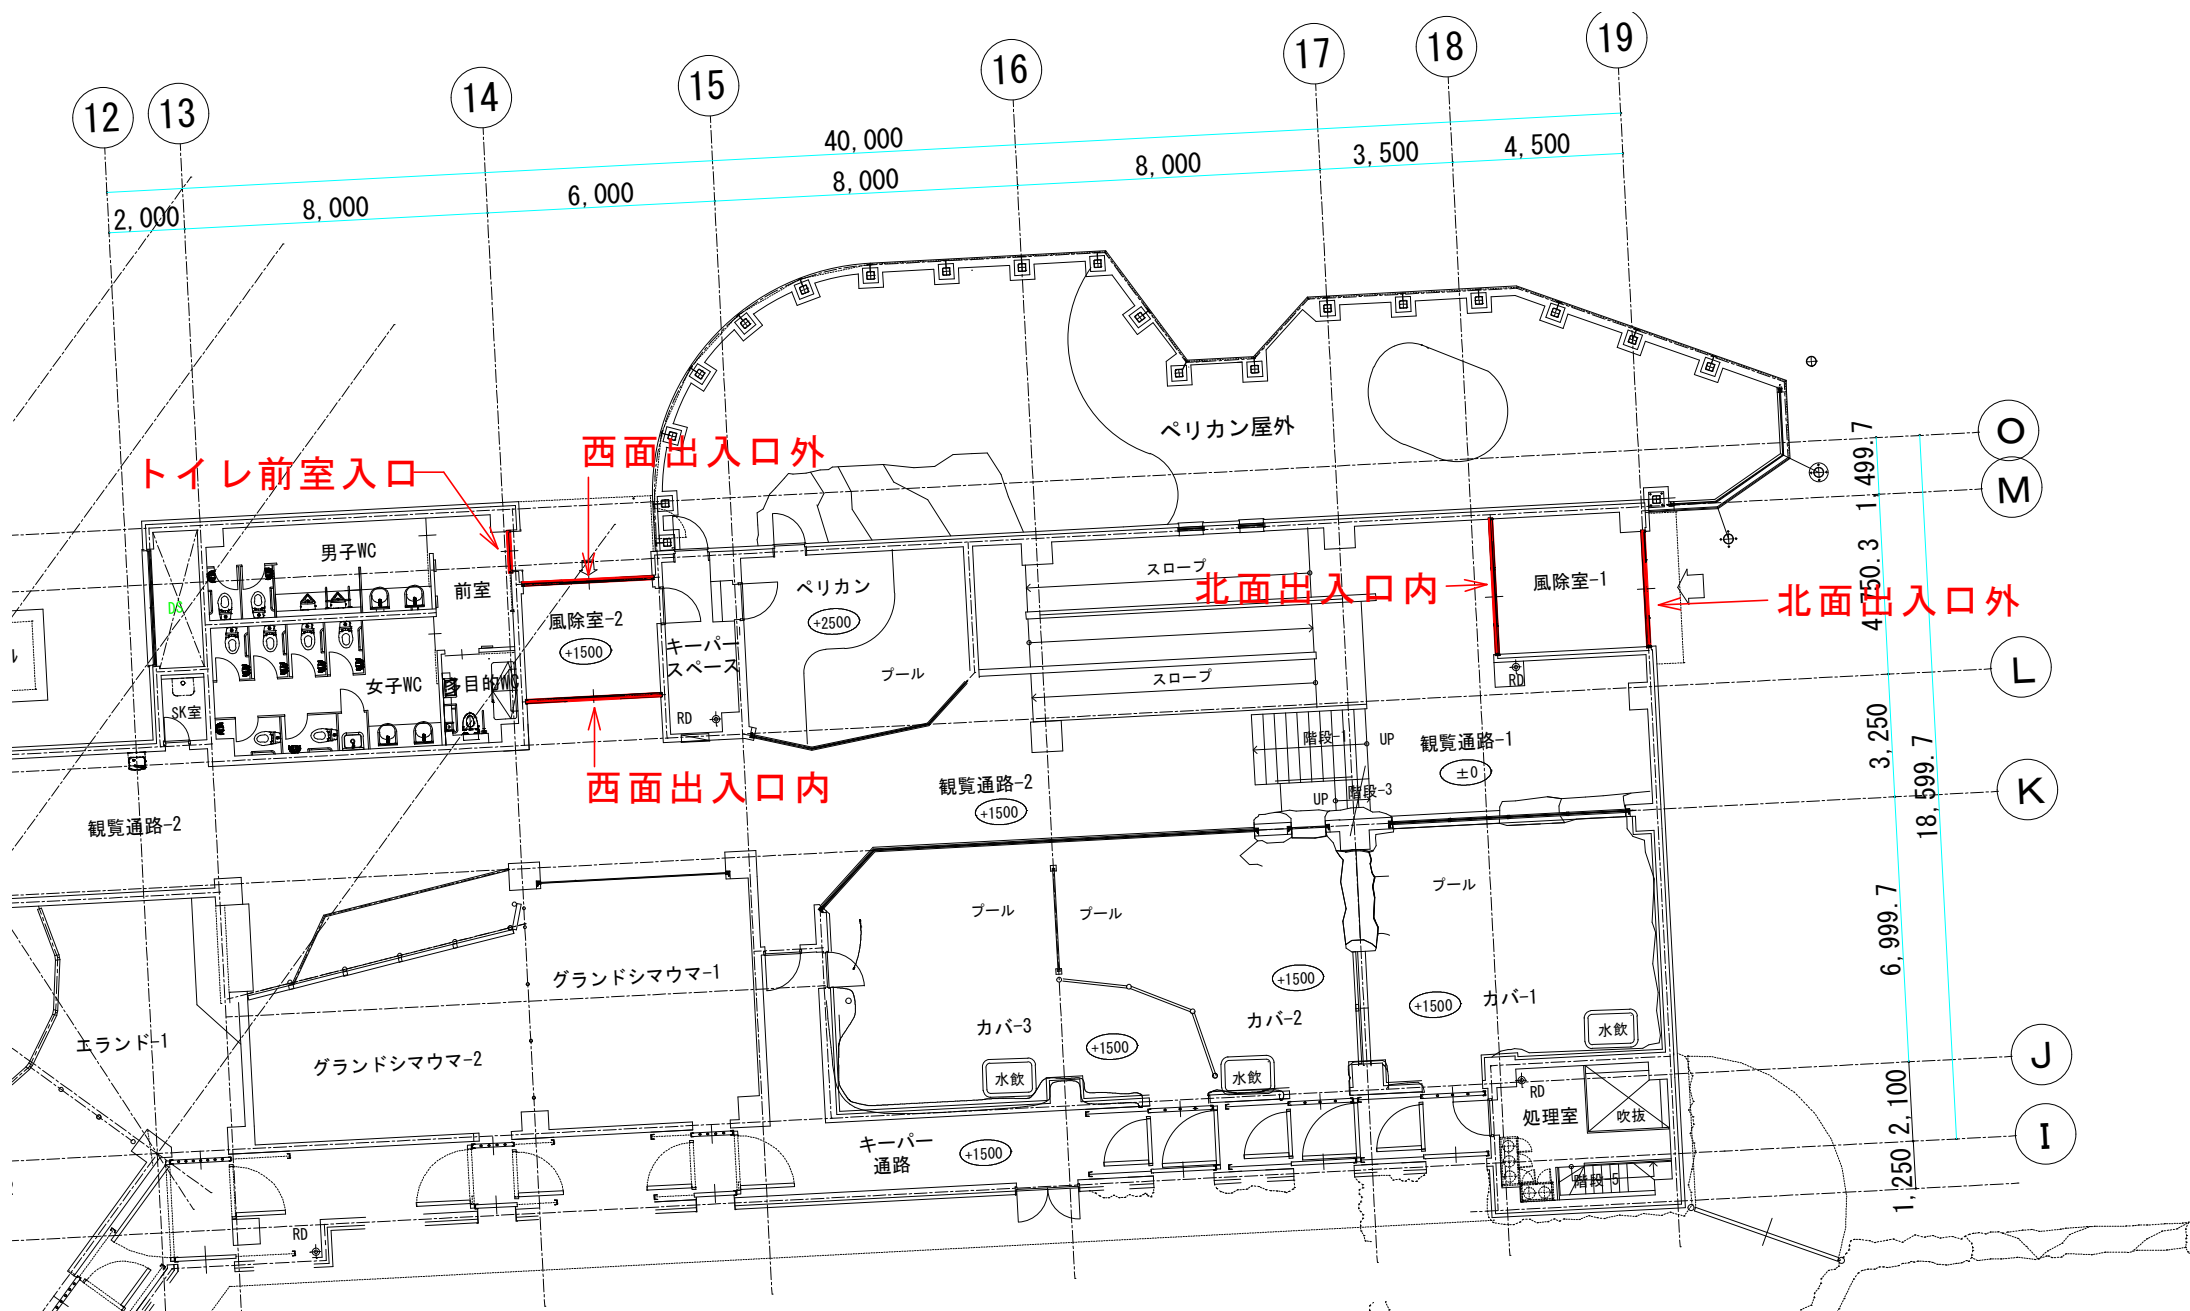 12
13
14
15
16
17
18
19
40,000
2,000
8,000
6,000
8,000
8,000
3,500
4,500
ペリカン屋外
O
M
L
K
J
I
1,499.7
4,750.3
3,250
18,599.7
6,999.7
2,100
1,250
トイレ前室入口
西面出入口外
男子WC
前室
DS
風除室-2
+1500
キーパー
スペース
ペリカン
+2500
プール
スロープ
スロープ
北面出入口内
風除室-1
北面出入口外
RD
女子WC
多目的WC
SK室
RD
西面出入口内
階段-1
UP
観覧通路-1
±0
UP
階段-3
観覧通路-2
+1500
観覧通路-2
プール
プール
プール
グランドシマウマ-1
+1500
+1500
カバ-1
カバ-3
カバ-2
水飲
エランド-1
グランドシマウマ-2
+1500
水飲
水飲
RD
処理室
吹抜
キーパー
通路
+1500
階段-5
RD